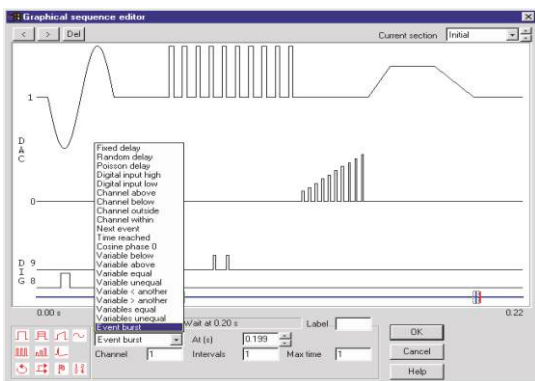 Graphical sequence editor
< > Del Current section Initial
1
D
A
C
Fixed delay
Random delay
Poisson delay
Digital input high
Digital input low
Channel above
Channel below
Channel outside
Channel within
Next event
Time reached
Cosine phase 0
Variable below
Variable above
Variable equal
Variable unequal
Variable < another
Variable > another
Variables equal
Variables unequal
Event burst
0
D 9
I
G 8
0.00 s 0.22
Wait at 0.20 s Label
Event burst At (s) 0.199
Channel 1 Intervals 1 Max time 1
OK
Cancel
Help